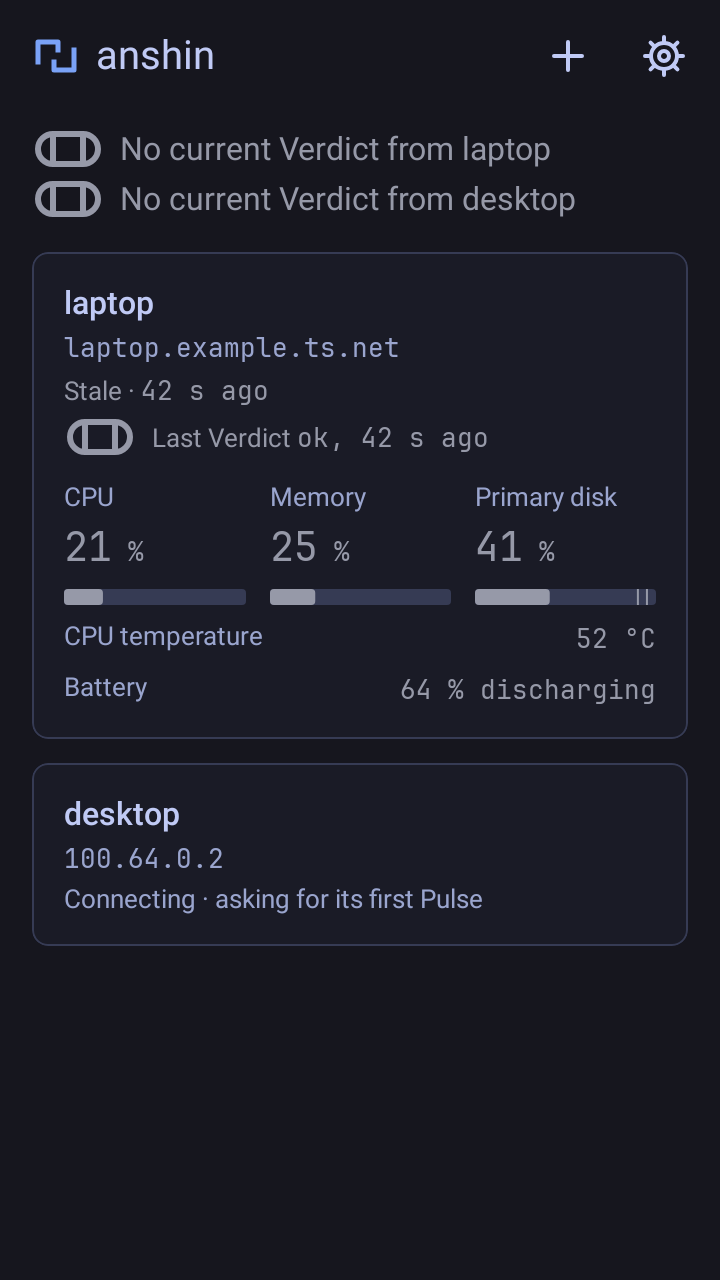 anshin
No current Verdict from laptop
No current Verdict from desktop
laptop
laptop.example.ts.net
Stale · 42 s ago
Last Verdict ok, 42 s ago
CPU Memory Primary disk
21 % 25 % 41 %
CPU temperature 52 °C
Battery 64 % discharging
desktop
100.64.0.2
Connecting · asking for its first Pulse